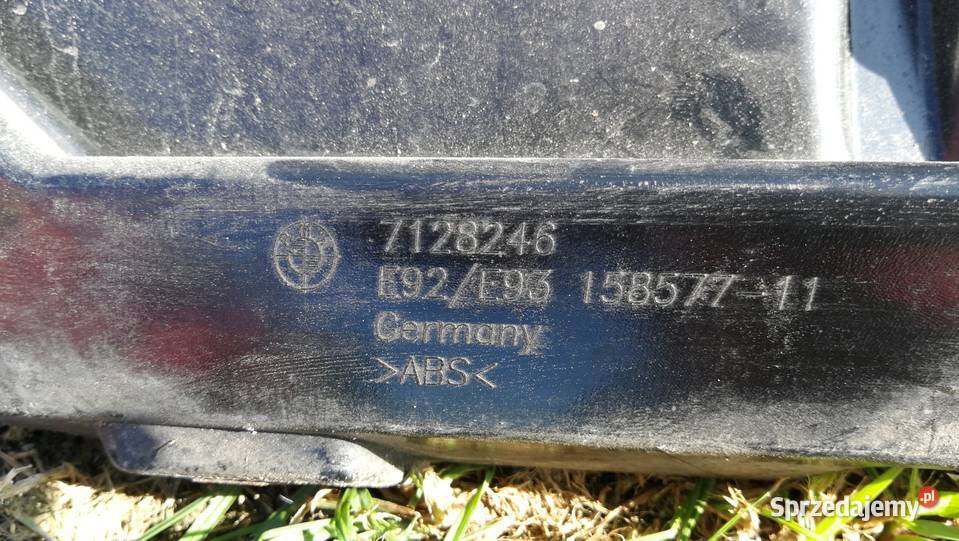 7128246
E92/E93 158577-11
Germany
>ABS<
Sprzedajemy.pl